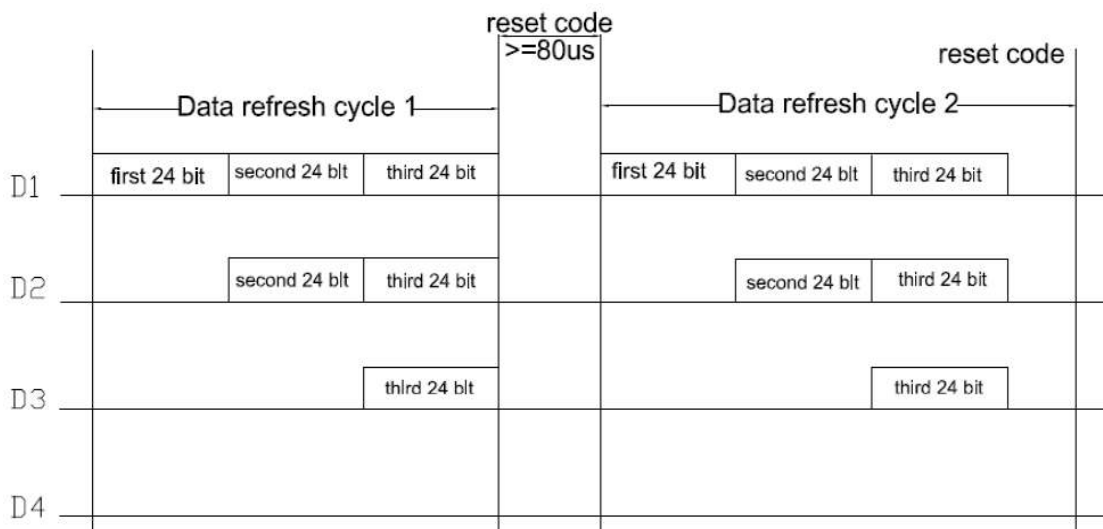 reset code
>=80us
reset code
Data refresh cycle 1
Data refresh cycle 2
D1 first 24 bit second 24 blt third 24 bit first 24 bit second 24 blt third 24 bit
D2 second 24 blt third 24 bit second 24 blt third 24 bit
D3 thlrd 24 blt third 24 bit
D4